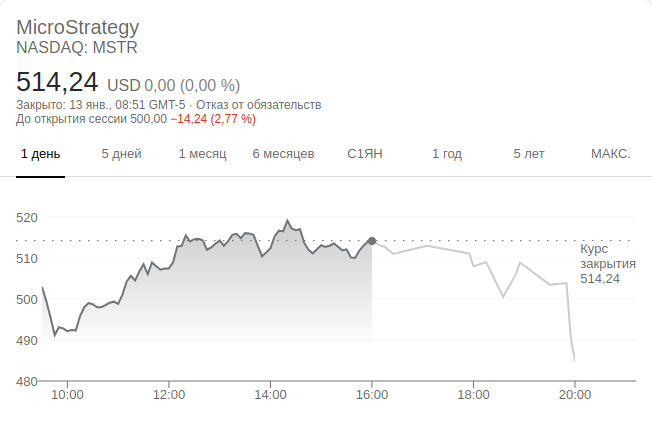 MicroStrategy
NASDAQ: MSTR
514,24 USD 0,00 (0,00 %)
Закрыто: 13 янв., 08:51 GMT-5 · Отказ от обязательств
До открытия сессии 500,00 −14,24 (2,77 %)
1 день 5 дней 1 месяц 6 месяцев С1ЯН 1 год 5 лет МАКС.
520
510
500
490
480
Курс
закрытия
514,24
10:00 12:00 14:00 16:00 18:00 20:00